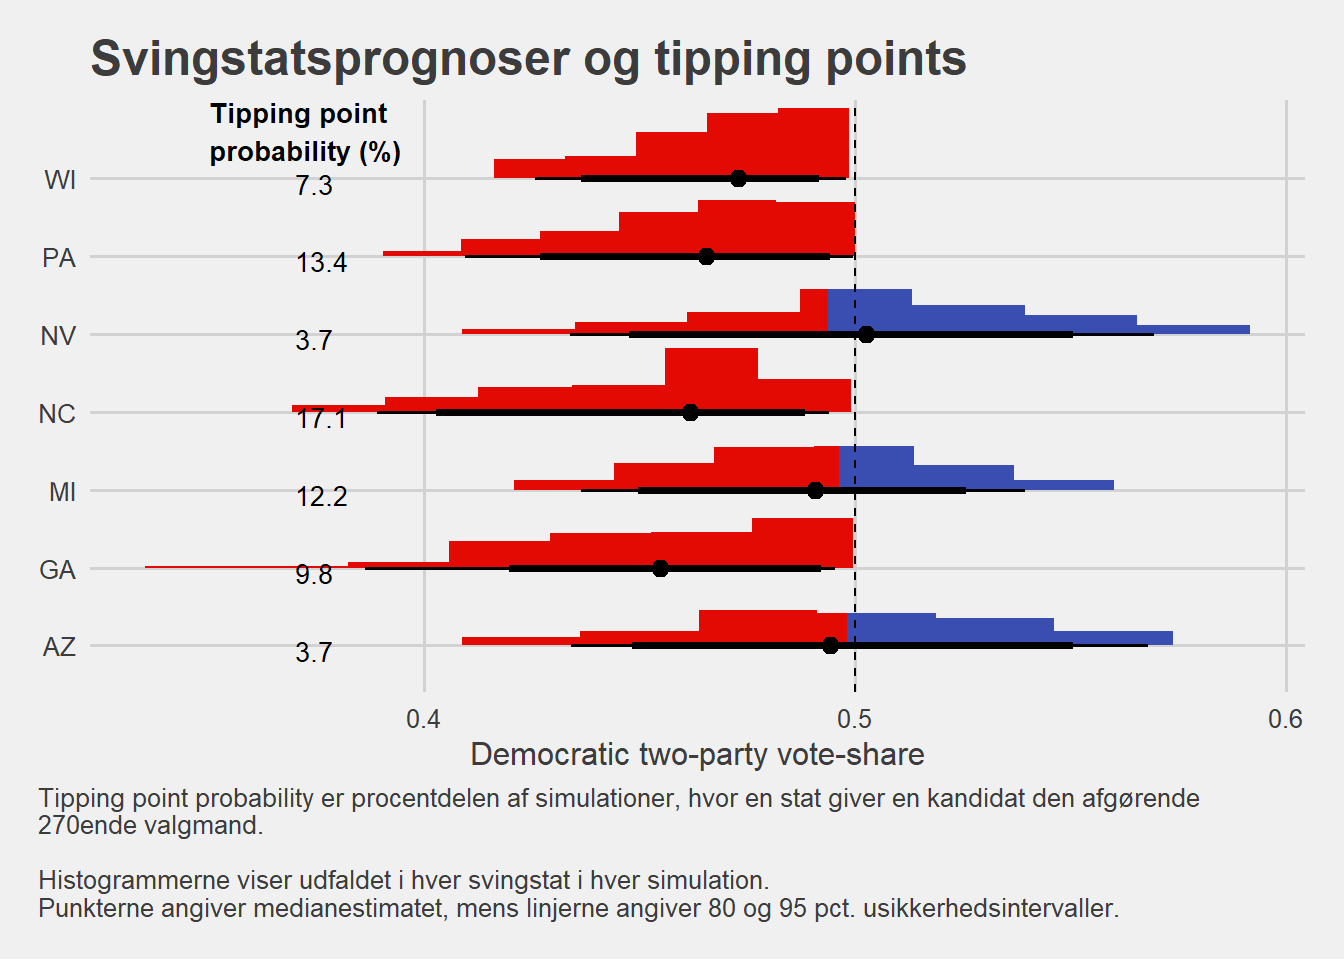 Svingstatsprognoser og tipping points
Tipping point
probability (%)
WI 7.3
PA 13.4
NV 3.7
NC 17.1
MI 12.2
GA 9.8
AZ 3.7
0.4 0.5 0.6
Democratic two-party vote-share
Tipping point probability er procentdelen af simulationer, hvor en stat giver en kandidat den afgørende
270ende valgmand.
Histogrammerne viser udfaldet i hver svingstat i hver simulation.
Punkterne angiver medianestimatet, mens linjerne angiver 80 og 95 pct. usikkerhedsintervaller.